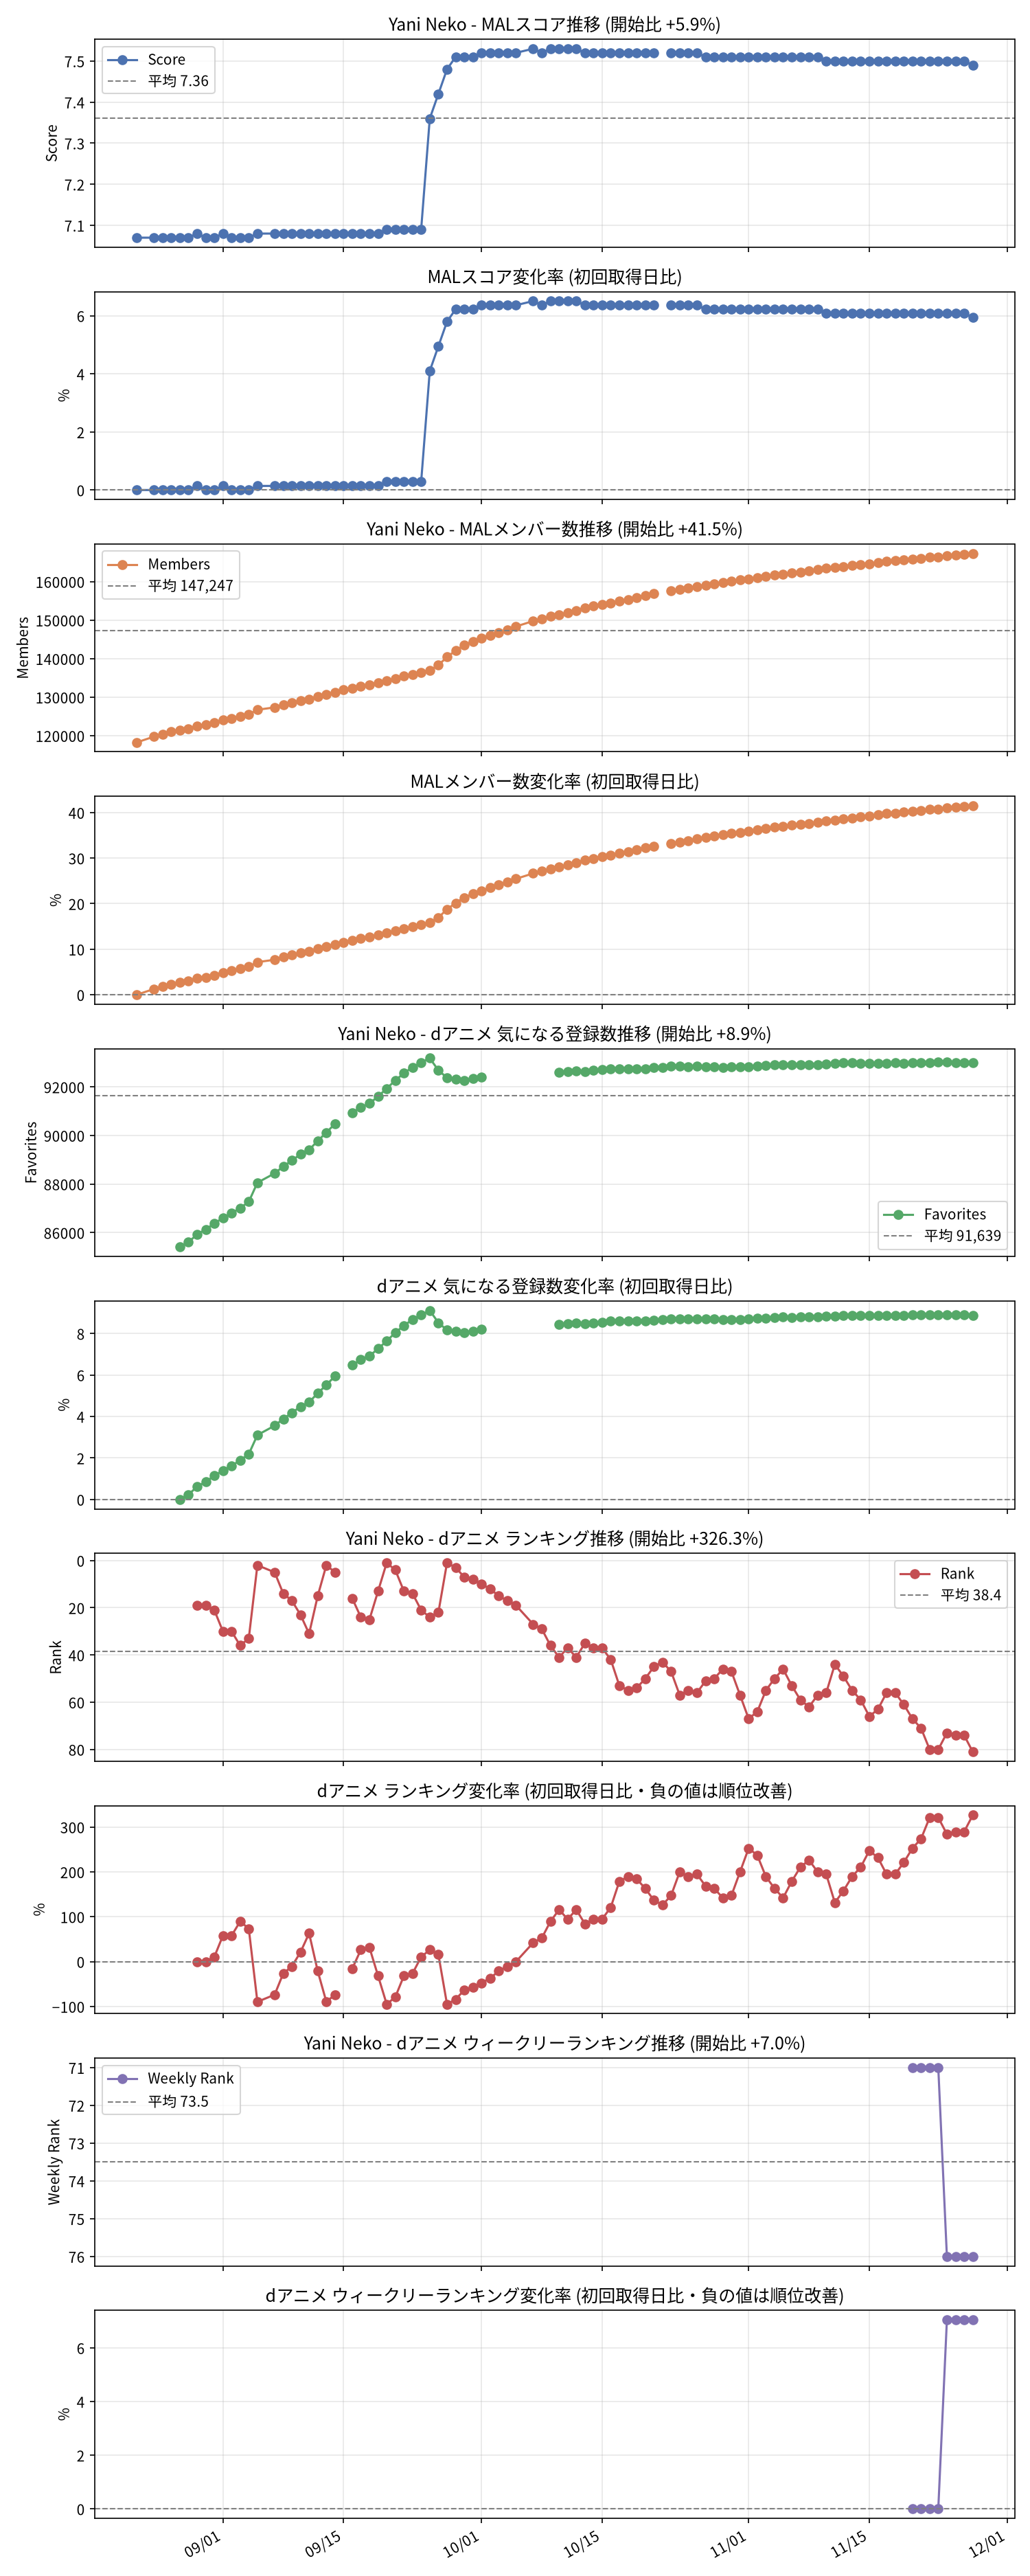 Yani Neko - MALスコア推移 (開始比 +5.9%)
Score
平均 7.36
7.5
7.4
7.3
7.2
7.1
Score
MALスコア変化率 (初回取得日比)
6
4
2
0
%
Yani Neko - MALメンバー数推移 (開始比 +41.5%)
Members
平均 147,247
160000
150000
140000
130000
120000
Members
MALメンバー数変化率 (初回取得日比)
40
30
20
10
0
%
Yani Neko - dアニメ 気になる登録数推移 (開始比 +8.9%)
92000
90000
88000
86000
Favorites
Favorites
平均 91,639
dアニメ 気になる登録数変化率 (初回取得日比)
8
6
4
2
0
%
Yani Neko - dアニメ ランキング推移 (開始比 +326.3%)
Rank
平均 38.4
0
20
40
60
80
Rank
dアニメ ランキング変化率 (初回取得日比・負の値は順位改善)
300
200
100
0
−100
%
Yani Neko - dアニメ ウィークリーランキング推移 (開始比 +7.0%)
Weekly Rank
平均 73.5
71
72
73
74
75
76
Weekly Rank
dアニメ ウィークリーランキング変化率 (初回取得日比・負の値は順位改善)
6
4
2
0
%
09/01
09/15
10/01
10/15
11/01
11/15
12/01